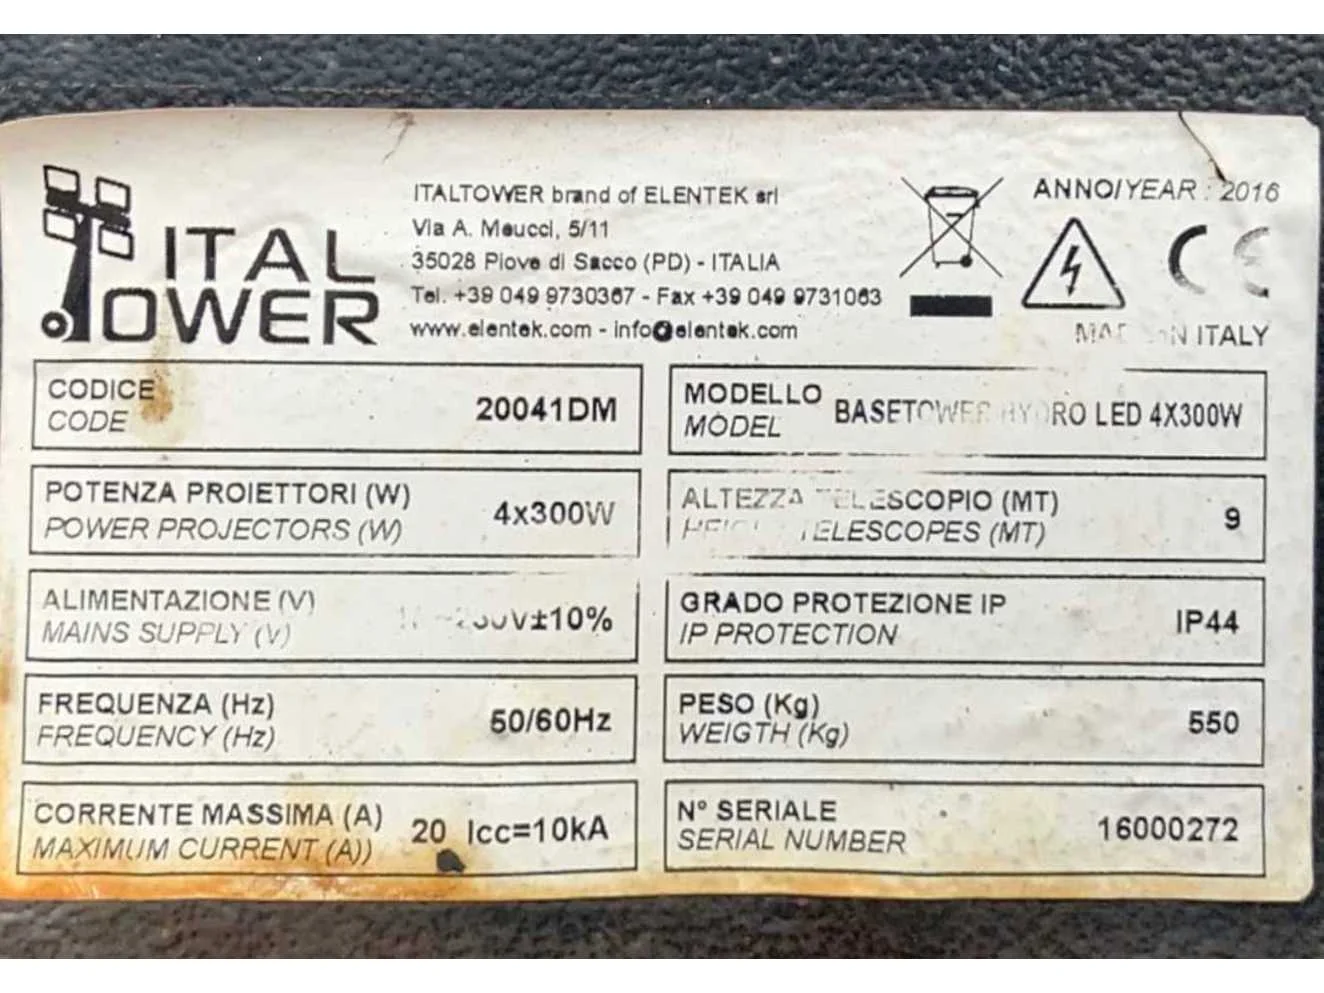 ITAL
TOWER
ITALTOWER brand of ELENTEK srl
Via A. Meucci, 5/11
35028 Piove di Sacco (PD) - ITALIA
Tel. +39 049 9730367 - Fax +39 049 9731063
www.elentek.com - info@elentek.com
ANNO/YEAR : 2016
CE
MADE IN ITALY
CODICE
CODE
20041DM
MODELLO
MODEL
BASETOWER HYDRO LED 4X300W
POTENZA PROIETTORI (W)
POWER PROJECTORS (W)
4x300W
ALTEZZA TELESCOPIO (MT)
HEIGHT TELESCOPES (MT)
9
ALIMENTAZIONE (V)
MAINS SUPPLY (V)
V±10%
GRADO PROTEZIONE IP
IP PROTECTION
IP44
FREQUENZA (Hz)
FREQUENCY (Hz)
50/60Hz
PESO (Kg)
WEIGTH (Kg)
550
CORRENTE MASSIMA (A)
MAXIMUM CURRENT (A))
20 Icc=10kA
N° SERIALE
SERIAL NUMBER
16000272